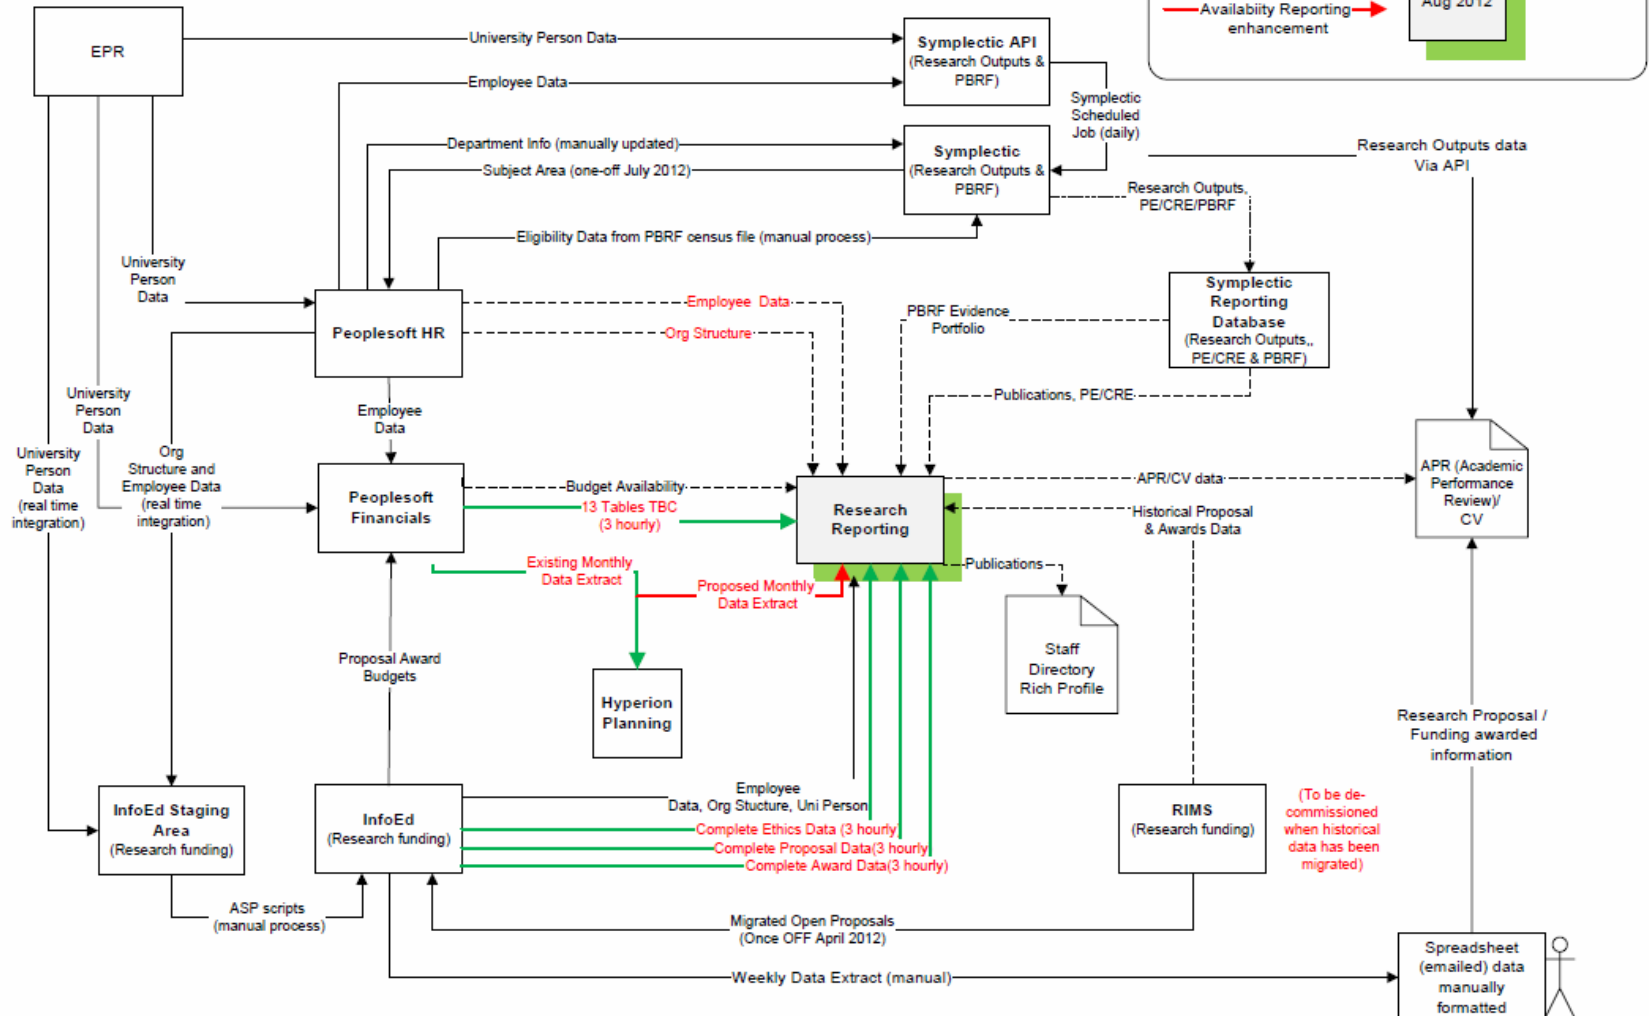 Availabiity Reporting
enhancement
Aug 2012
EPR
University Person Data
Employee Data
Symplectic API
(Research Outputs &
PBRF)
Symplectic
Scheduled
Job (daily)
Department Info (manually updated)
Subject Area (one-off July 2012)
Symplectic
(Research Outputs &
PBRF)
Research Outputs data
Via API
Research Outputs,
PE/CRE/PBRF
Eligibility Data from PBRF census file (manual process)
University
Person
Data
Peoplesoft HR
Employee Data
Org Structure
PBRF Evidence
Portfolio
Symplectic
Reporting
Database
(Research Outputs,,
PE/CRE & PBRF)
Publications, PE/CRE
University
Person
Data
Employee
Data
University
Person
Data
(real time
integration)
Org
Structure and
Employee Data
(real time
integration)
Peoplesoft
Financials
Budget Availability
13 Tables TBC
(3 hourly)
Research
Reporting
APR/CV data
Historical Proposal
& Awards Data
APR (Academic
Performance
Review)/
CV
Existing Monthly
Data Extract
Proposed Monthly
Data Extract
Publications
Staff
Directory
Rich Profile
Proposal Award
Budgets
Hyperion
Planning
Research Proposal /
Funding awarded
information
InfoEd Staging
Area
(Research funding)
InfoEd
(Research funding)
Employee
Data, Org Stucture, Uni Person
Complete Ethics Data (3 hourly)
Complete Proposal Data(3 hourly
Complete Award Data(3 hourly)
RIMS
(Research funding)
(To be de-
commissioned
when historical
data has been
migrated)
ASP scripts
(manual process)
Migrated Open Proposals
(Once OFF April 2012)
Weekly Data Extract (manual)
Spreadsheet
(emailed) data
manually
formatted